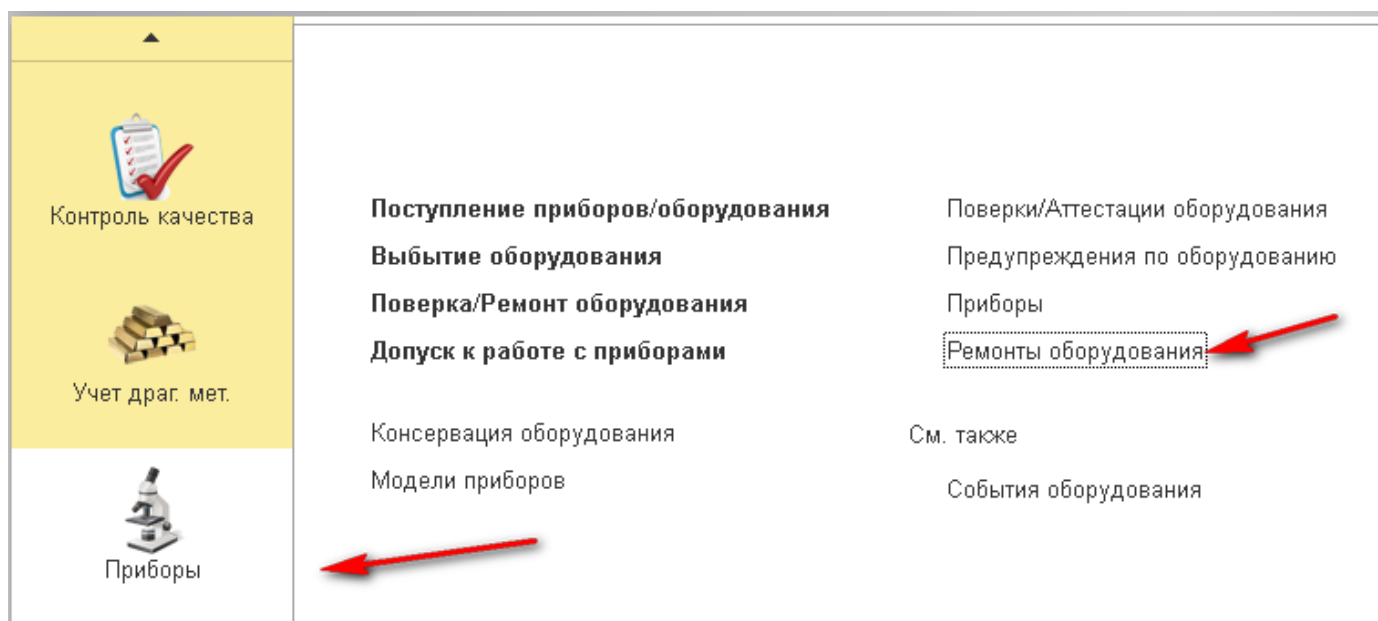 Контроль качества
Учет драг. мет.
Приборы
Поступление приборов/оборудования
Выбытие оборудования
Поверка/Ремонт оборудования
Допуск к работе с приборами
Консервация оборудования
Модели приборов
Поверки/Аттестации оборудования
Предупреждения по оборудованию
Приборы
Ремонты оборудования
См. также
События оборудования